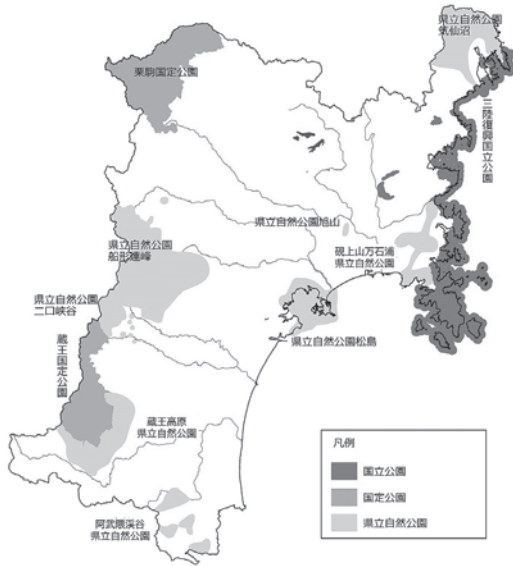 県立自然公園
気仙沼
栗駒国定公園
三陸復興国立公園
県立自然公園旭山
県立自然公園
船形連峰
硯上山万石浦
県立自然公園
県立自然公園
二口峡谷
県立自然公園松島
蔵王国定公園
蔵王高原
県立自然公園
阿武隈渓谷
県立自然公園
凡例
国立公園
国定公園
県立自然公園